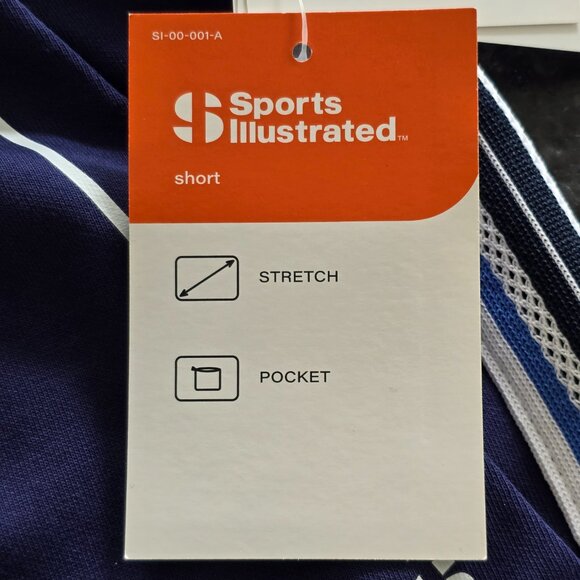 SI-00-001-A
Sports
Illustrated™
short
STRETCH
POCKET